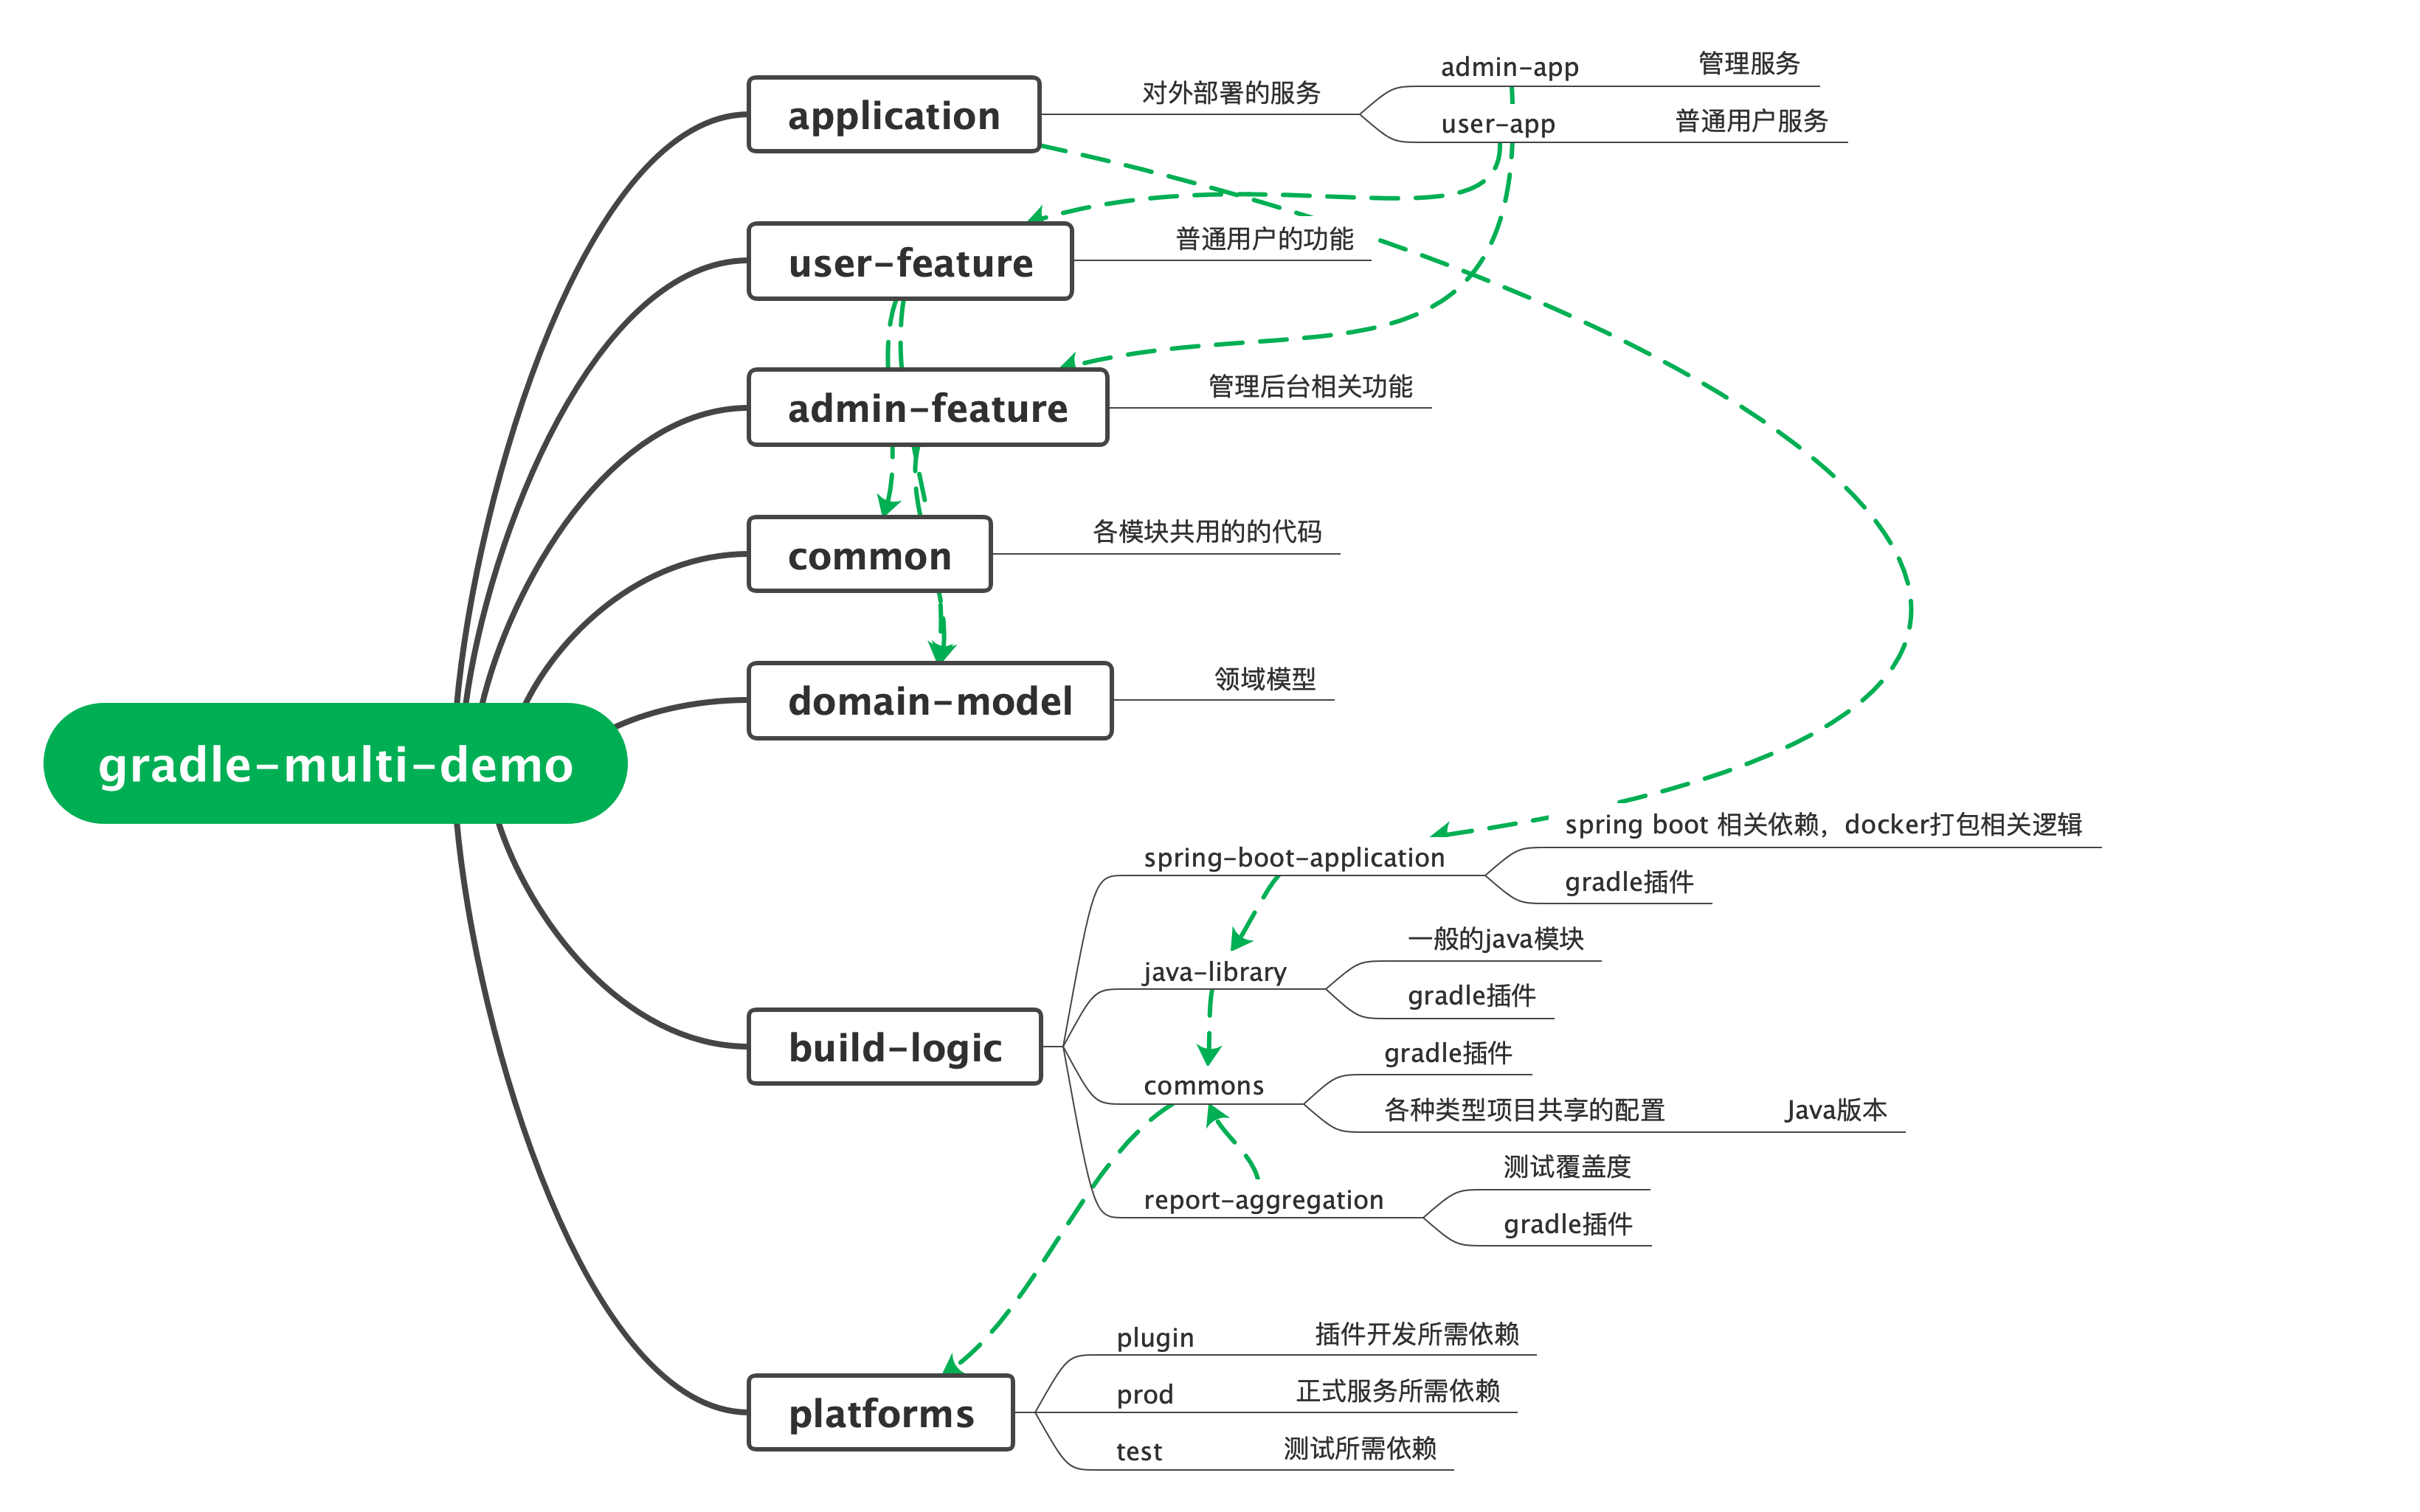 gradle-multi-demo
application
对外部署的服务
admin-app
管理服务
user-app
普通用户服务
user-feature
普通用户的功能
admin-feature
管理后台相关功能
common
各模块共用的的代码
domain-model
领域模型
build-logic
spring-boot-application
spring boot 相关依赖，docker打包相关逻辑
gradle插件
java-library
一般的java模块
gradle插件
commons
gradle插件
各种类型项目共享的配置
Java版本
report-aggregation
测试覆盖度
gradle插件
platforms
plugin
插件开发所需依赖
prod
正式服务所需依赖
test
测试所需依赖